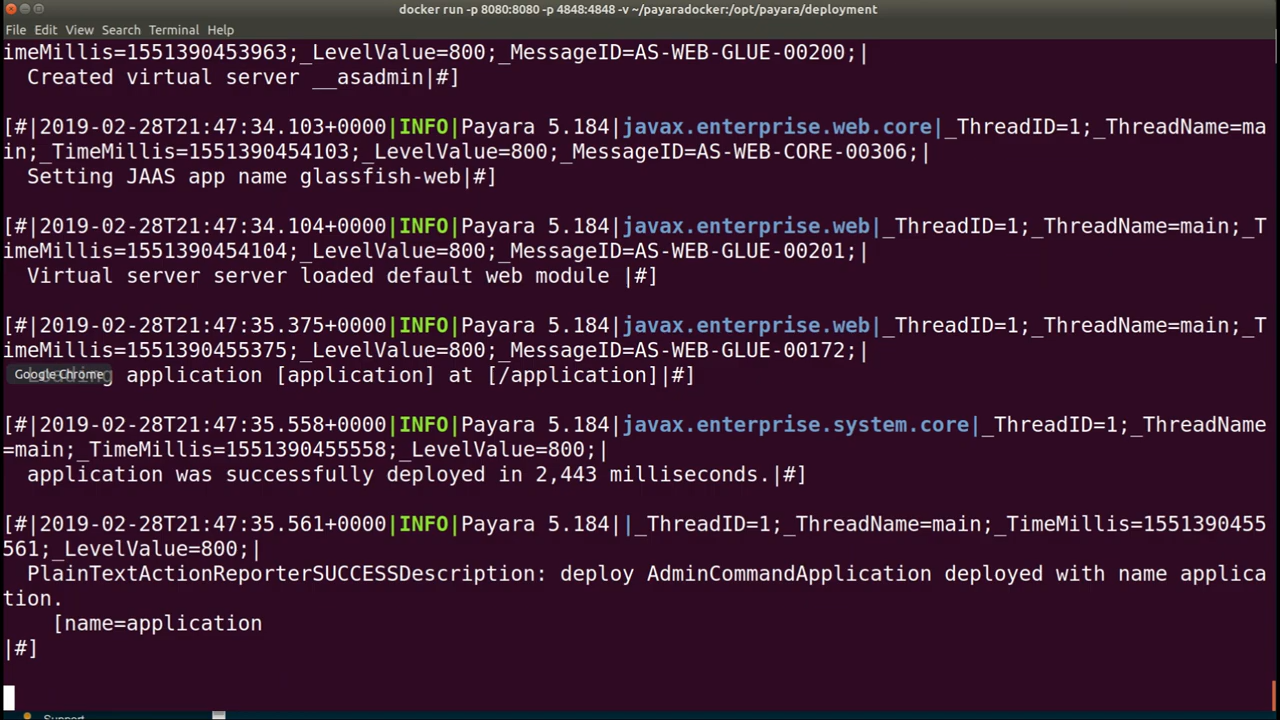 docker run -p 8080:8080 -p 4848:4848 -v ~/payaradocker:/opt/payara/deployment
File Edit View Search Terminal Help
imeMillis=1551390453963;_LevelValue=800;_MessageID=AS-WEB-GLUE-00200;|
  Created virtual server __asadmin|#]
[#|2019-02-28T21:47:34.103+0000|INFO|Payara 5.184|javax.enterprise.web.core|_ThreadID=1;_ThreadName=ma
in;_TimeMillis=1551390454103;_LevelValue=800;_MessageID=AS-WEB-CORE-00306;|
  Setting JAAS app name glassfish-web|#]
[#|2019-02-28T21:47:34.104+0000|INFO|Payara 5.184|javax.enterprise.web|_ThreadID=1;_ThreadName=main;_T
imeMillis=1551390454104;_LevelValue=800;_MessageID=AS-WEB-GLUE-00201;|
  Virtual server server loaded default web module |#]
[#|2019-02-28T21:47:35.375+0000|INFO|Payara 5.184|javax.enterprise.web|_ThreadID=1;_ThreadName=main;_T
imeMillis=1551390455375;_LevelValue=800;_MessageID=AS-WEB-GLUE-00172;|
Google Chrome
  Loading application [application] at [/application]|#]
[#|2019-02-28T21:47:35.558+0000|INFO|Payara 5.184|javax.enterprise.system.core|_ThreadID=1;_ThreadName
=main;_TimeMillis=1551390455558;_LevelValue=800;|
  application was successfully deployed in 2,443 milliseconds.|#]
[#|2019-02-28T21:47:35.561+0000|INFO|Payara 5.184||_ThreadID=1;_ThreadName=main;_TimeMillis=1551390455
561;_LevelValue=800;|
  PlainTextActionReporterSUCCESSDescription: deploy AdminCommandApplication deployed with name applica
tion.
    [name=application
|#]
Support